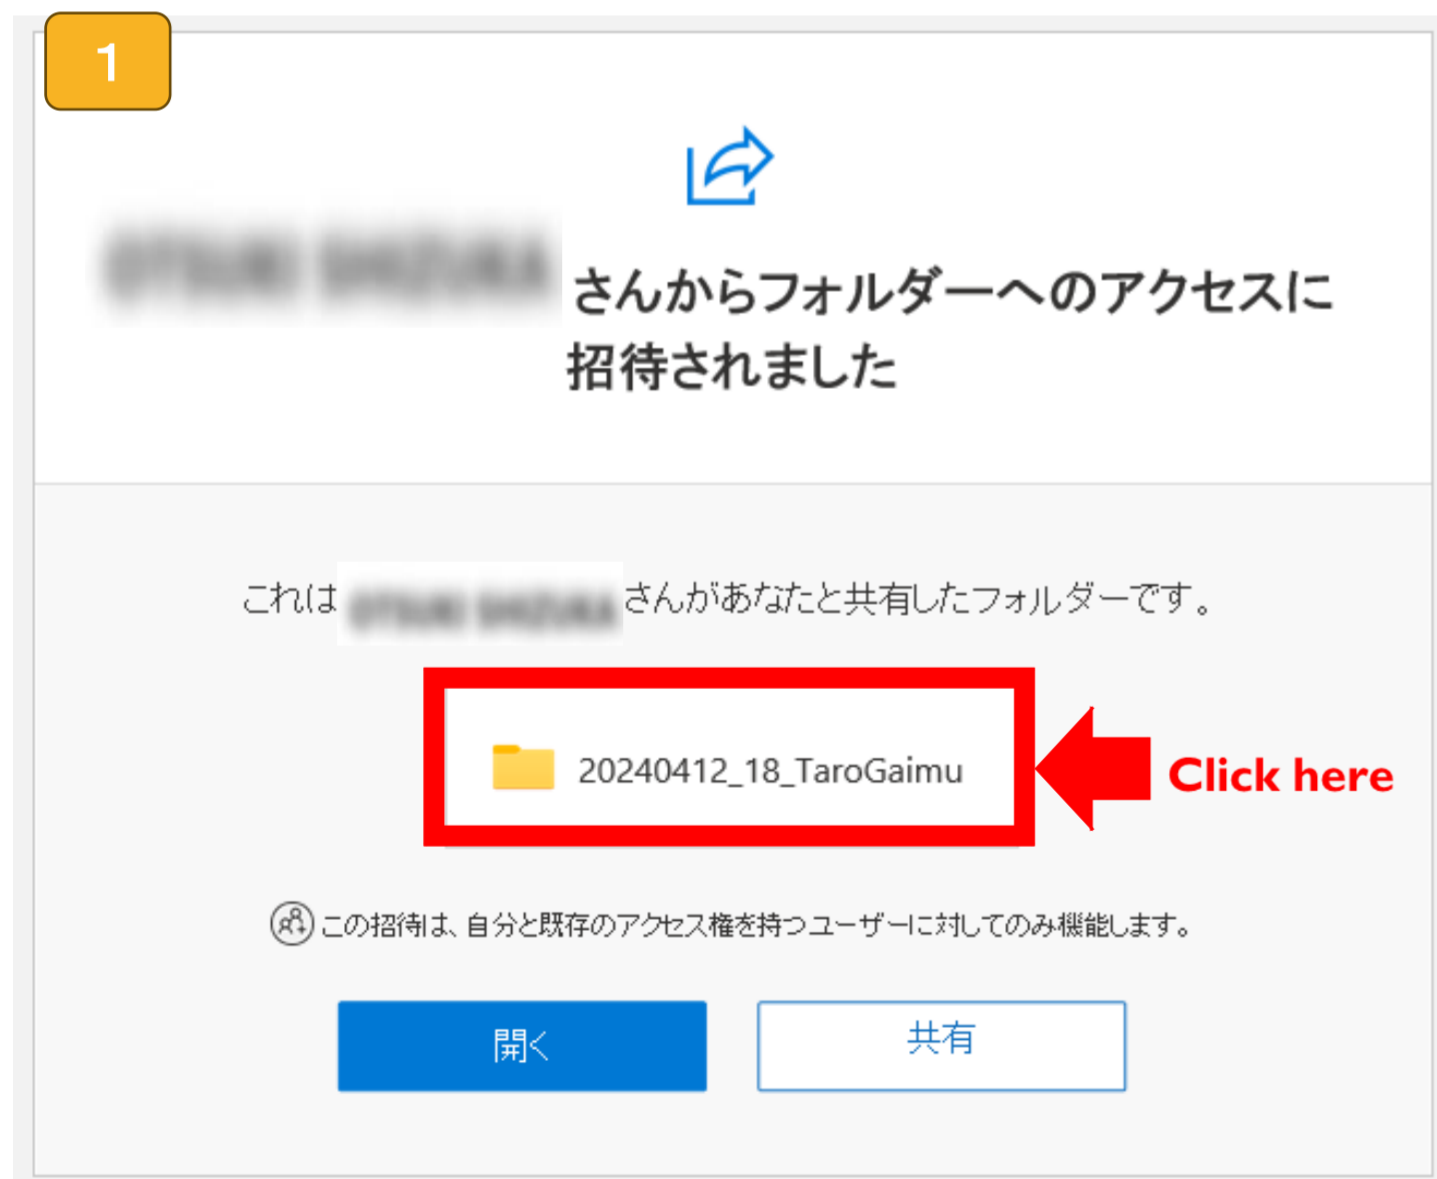 1
さんからフォルダーへのアクセスに
招待されました
これは さんがあなたと共有したフォルダーです。
20240412_18_TaroGaimu
Click here
この招待は、自分と既存のアクセス権を持つユーザーに対してのみ機能します。
開く
共有